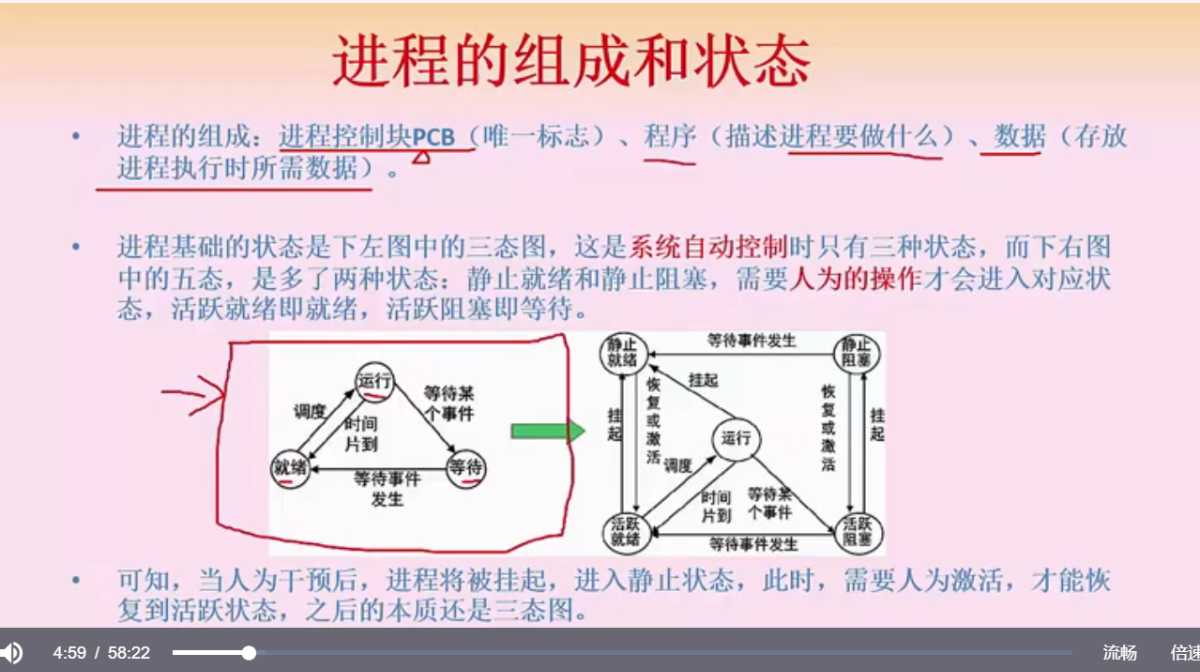 进程的组成和状态
• 进程的组成：进程控制块PCB（唯一标志）、程序（描述进程要做什么）、数据（存放
进程执行时所需数据）。
• 进程基础的状态是下左图中的三态图，这是系统自动控制时只有三种状态，而下右图
中的五态，是多了两种状态：静止就绪和静止阻塞，需要人为的操作才会进入对应状
态，活跃就绪即就绪，活跃阻塞即等待。
运行
调度
时间
片到
等待某
个事件
就绪
等待
等待事件
发生
静止
就绪
等待事件发生
静止
阻塞
挂起
挂
起
恢
复
或
激
活
运行
恢
复
或
激
活
挂
起
调度
时间
片到
等待某
个事件
活跃
就绪
等待事件发生
活跃
阻塞
• 可知，当人为干预后，进程将被挂起，进入静止状态，此时，需要人为激活，才能恢
复到活跃状态，之后的本质还是三态图。
4:59 / 58:22
流畅
倍速